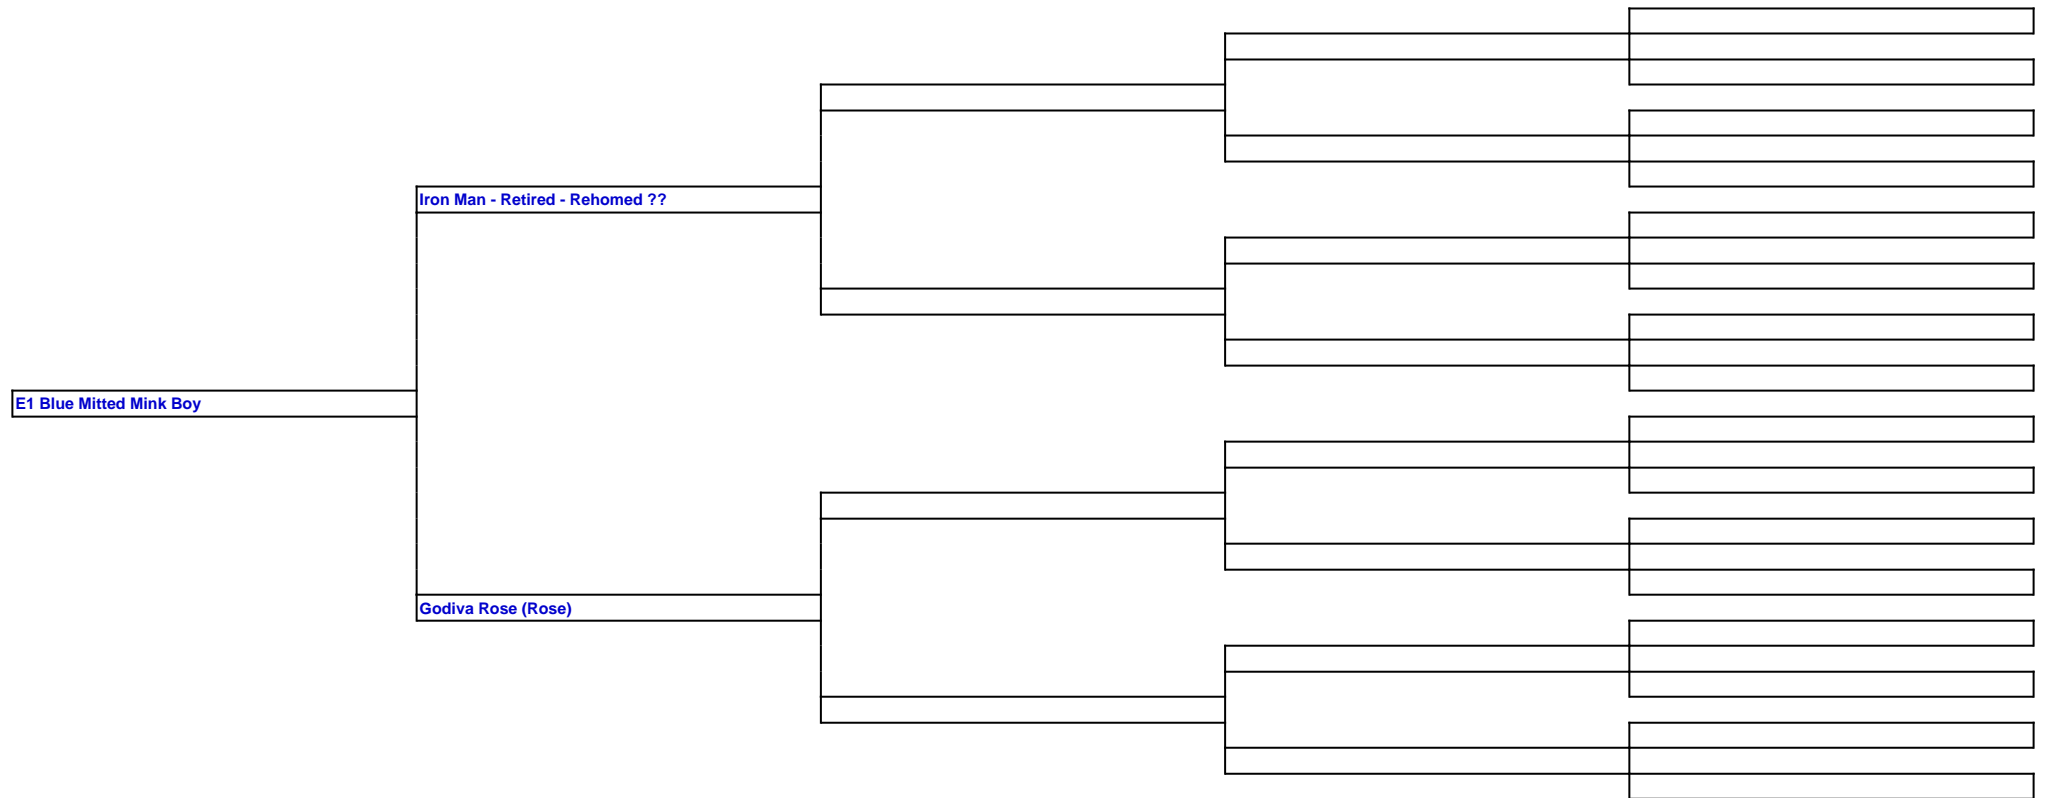 Iron Man - Retired - Rehomed ??
E1 Blue Mitted Mink Boy
Godiva Rose (Rose)